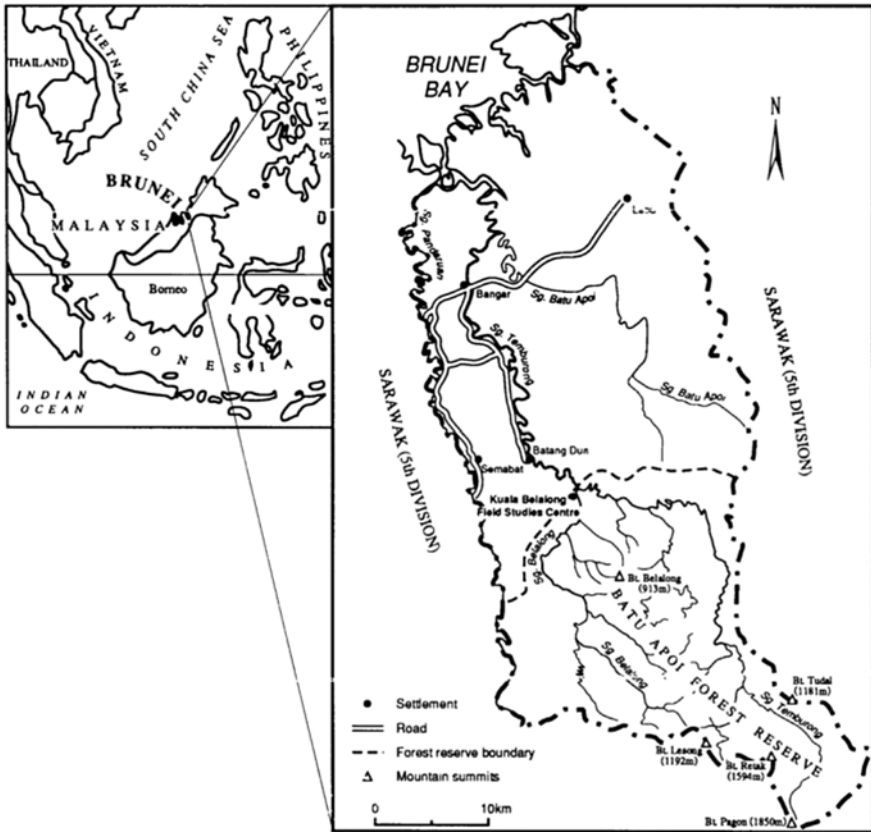 THAILAND
VIETNAM
SOUTH CHINA SEA
PHILIPPINES
BRUNEI
MALAYSIA
Borneo
INDONESIA
INDIAN
OCEAN
BRUNEI
BAY
N
Sg. Pandaruan
Bangar
Sg. Batu Apoi
Sg. Temburong
Sg. Batu Apoi
SARAWAK (5th DIVISION)
SARAWAK (5th DIVISION)
Semabat
Batang Duri
Kuala Belalong
Field Studies Centre
Sg. Belalong
Bt. Belalong
(913m)
BATU APOI FOREST RESERVE
Sg. Belalong
Bt. Tudal
(1181m)
Sg. Temburong
Bt. Lesong
(1192m)
Bt. Retak
(1594m)
Bt. Pagon (1850m)
Settlement
Road
Forest reserve boundary
Mountain summits
0 10km